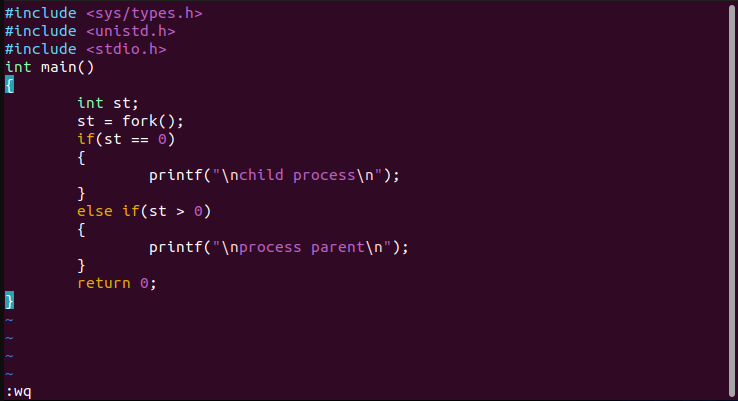 #include <sys/types.h>
#include <unistd.h>
#include <stdio.h>
int main()
{
        int st;
        st = fork();
        if(st == 0)
        {
                printf("\nchild process\n");
        }
        else if(st > 0)
        {
                printf("\nprocess parent\n");
        }
        return 0;
}
~
~
~
~
:wq